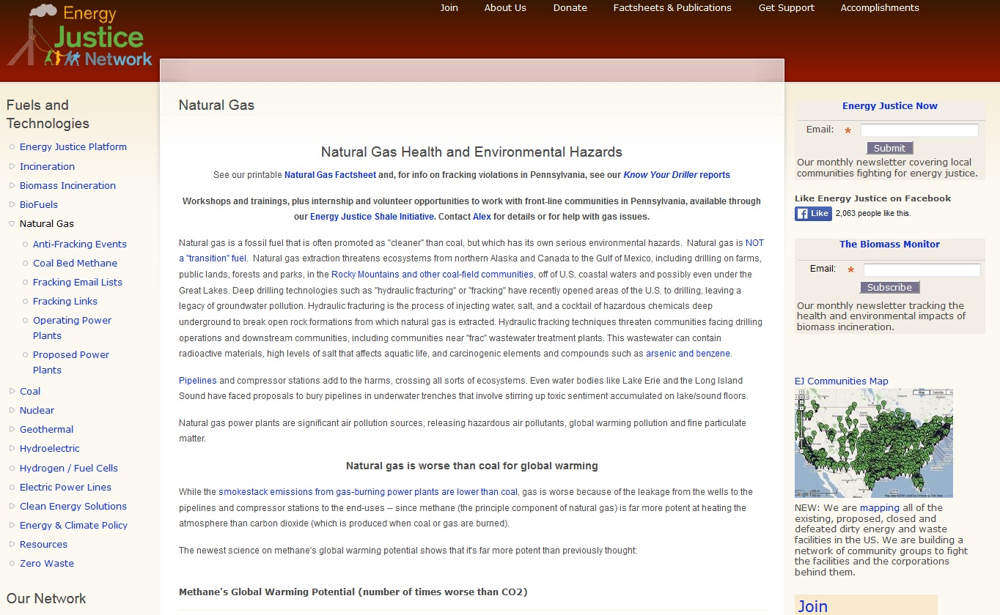 Energy
Justice
Network
Join
About Us
Donate
Factsheets & Publications
Get Support
Accomplishments
Fuels and
Technologies
Energy Justice Platform
Incineration
Biomass Incineration
BioFuels
Natural Gas
Anti-Fracking Events
Coal Bed Methane
Fracking Email Lists
Fracking Links
Operating Power
Plants
Proposed Power
Plants
Coal
Nuclear
Geothermal
Hydroelectric
Hydrogen / Fuel Cells
Electric Power Lines
Clean Energy Solutions
Energy & Climate Policy
Resources
Zero Waste
Our Network
Natural Gas
Natural Gas Health and Environmental Hazards
See our printable Natural Gas Factsheet and, for info on fracking violations in Pennsylvania, see our Know Your Driller reports
Workshops and trainings, plus internship and volunteer opportunities to work with front-line communities in Pennsylvania, available through
our Energy Justice Shale Initiative. Contact Alex for details or for help with gas issues.
Natural gas is a fossil fuel that is often promoted as "cleaner" than coal, but which has its own serious environmental hazards. Natural gas is NOT
a "transition" fuel. Natural gas extraction threatens ecosystems from northern Alaska and Canada to the Gulf of Mexico, including drilling on farms,
public lands, forests and parks, in the Rocky Mountains and other coal-field communities, off of U.S. coastal waters and possibly even under the
Great Lakes. Deep drilling technologies such as "hydraulic fracturing" or "fracking" have recently opened areas of the U.S. to drilling, leaving a
legacy of groundwater pollution. Hydraulic fracturing is the process of injecting water, salt, and a cocktail of hazardous chemicals deep
underground to break open rock formations from which natural gas is extracted. Hydraulic fracking techniques threaten communities facing drilling
operations and downstream communities, including communities near "frac" wastewater treatment plants. This wastewater can contain
radioactive materials, high levels of salt that affects aquatic life, and carcinogenic elements and compounds such as arsenic and benzene.
Pipelines and compressor stations add to the harms, crossing all sorts of ecosystems. Even water bodies like Lake Erie and the Long Island
Sound have faced proposals to bury pipelines in underwater trenches that involve stirring up toxic sentiment accumulated on lake/sound floors.
Natural gas power plants are significant air pollution sources, releasing hazardous air pollutants, global warming pollution and fine particulate
matter.
Natural gas is worse than coal for global warming
While the smokestack emissions from gas-burning power plants are lower than coal, gas is worse because of the leakage from the wells to the
pipelines and compressor stations to the end-uses -- since methane (the principle component of natural gas) is far more potent at heating the
atmosphere than carbon dioxide (which is produced when coal or gas are burned).
The newest science on methane's global warming potential shows that it's far more potent than previously thought:
Methane's Global Warming Potential (number of times worse than CO2)
Energy Justice Now
Email: *
Submit
Our monthly newsletter covering local
communities fighting for energy justice.
Like Energy Justice on Facebook
Like 2,063 people like this.
The Biomass Monitor
Email: *
Subscribe
Our monthly newsletter tracking the
health and environmental impacts of
biomass incineration.
EJ Communities Map
NEW: We are mapping all of the
existing, proposed, closed and
defeated dirty energy and waste
facilities in the US. We are building a
network of community groups to fight
the facilities and the corporations
behind them.
Join